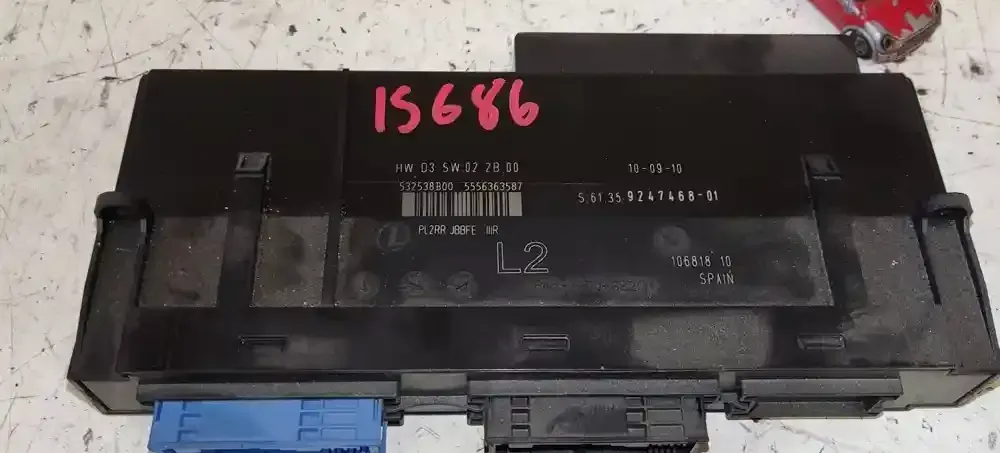 15686
HW 03 SW.02 2B.00
10-09-10
532538B00 5556363587
S.61.35.9247468-01
PL2RR JBBFE IIIR
L2
106818 10
SPAIN